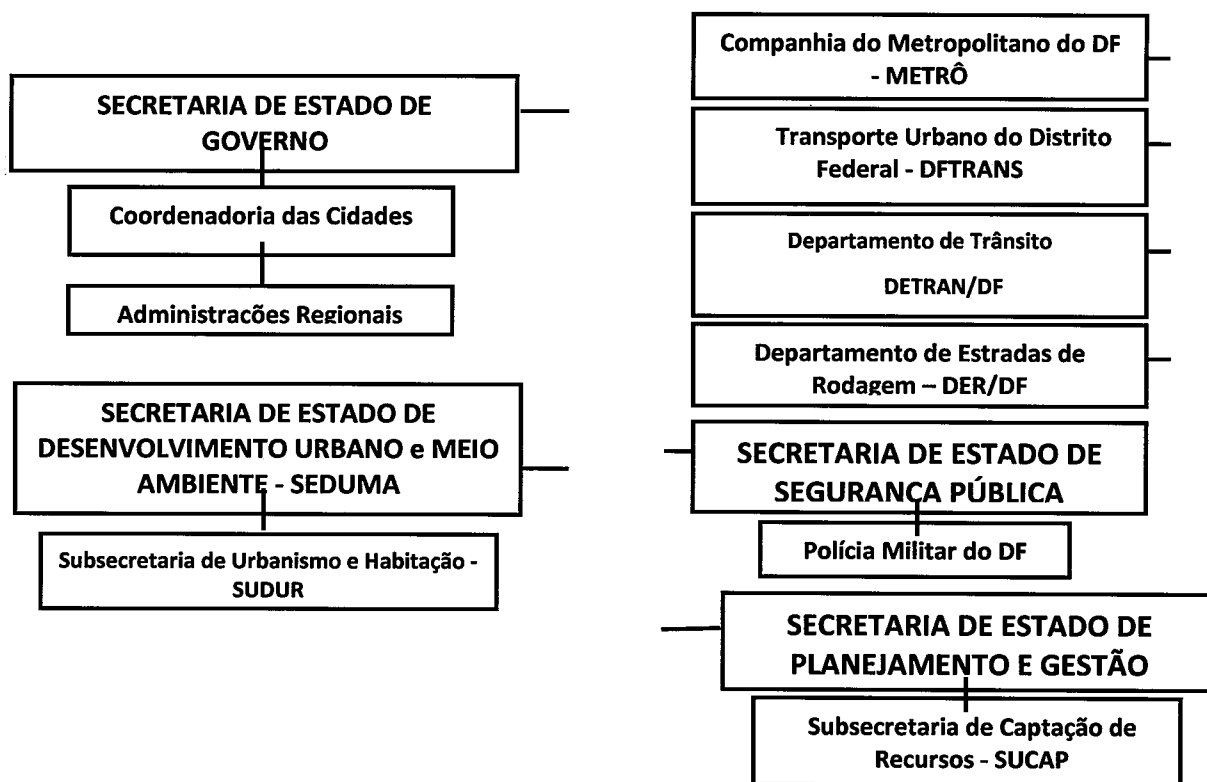 SECRETARIA DE ESTADO DE
GOVERNO
Coordenadoria das Cidades
Administrações Regionais
SECRETARIA DE ESTADO DE
DESENVOLVIMENTO URBANO e MEIO
AMBIENTE - SEDUMA
Subsecretaria de Urbanismo e Habitação -
SUDUR
Companhia do Metropolitano do DF
- METRÔ
Transporte Urbano do Distrito
Federal - DFTRANS
Departamento de Trânsito
DETRAN/DF
Departamento de Estradas de
Rodagem – DER/DF
SECRETARIA DE ESTADO DE
SEGURANÇA PÚBLICA
Polícia Militar do DF
SECRETARIA DE ESTADO DE
PLANEJAMENTO E GESTÃO
Subsecretaria de Captação de
Recursos - SUCAP